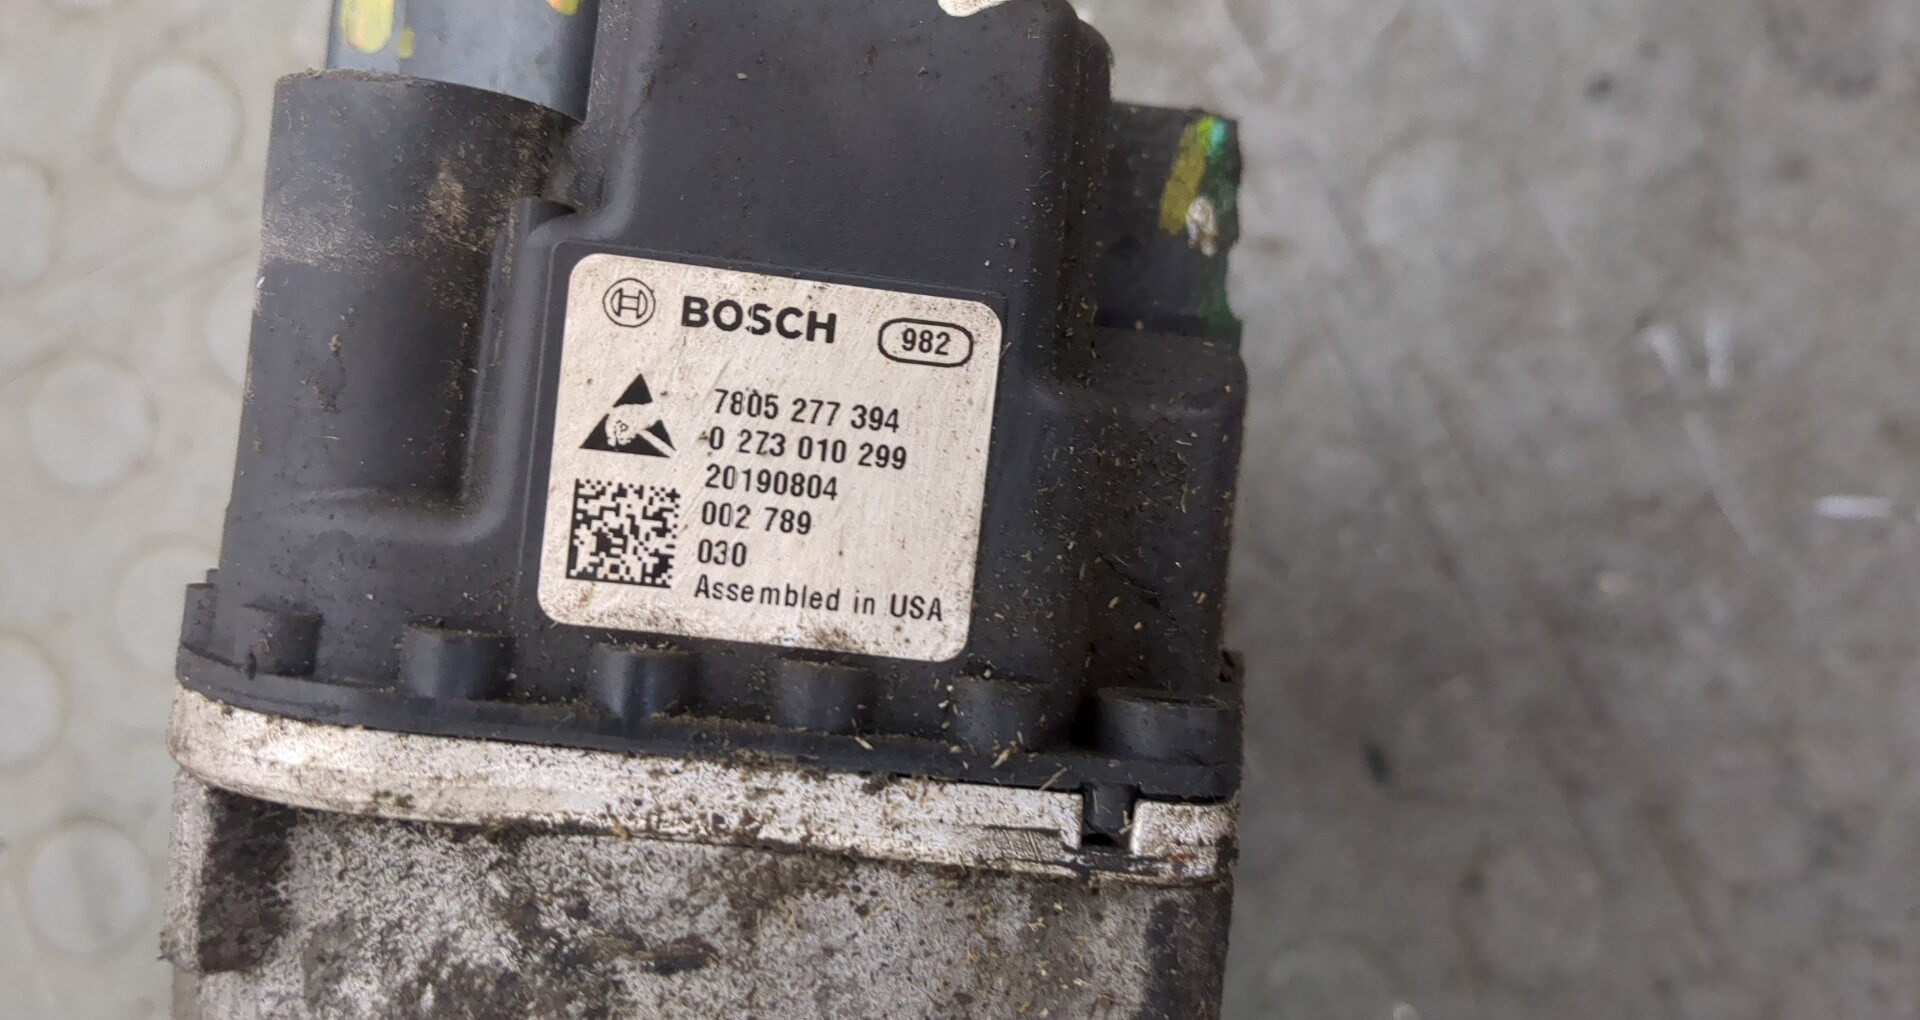 BOSCH 982
7805 277 394
0 273 010 299
20190804
002 789
030
Assembled in USA